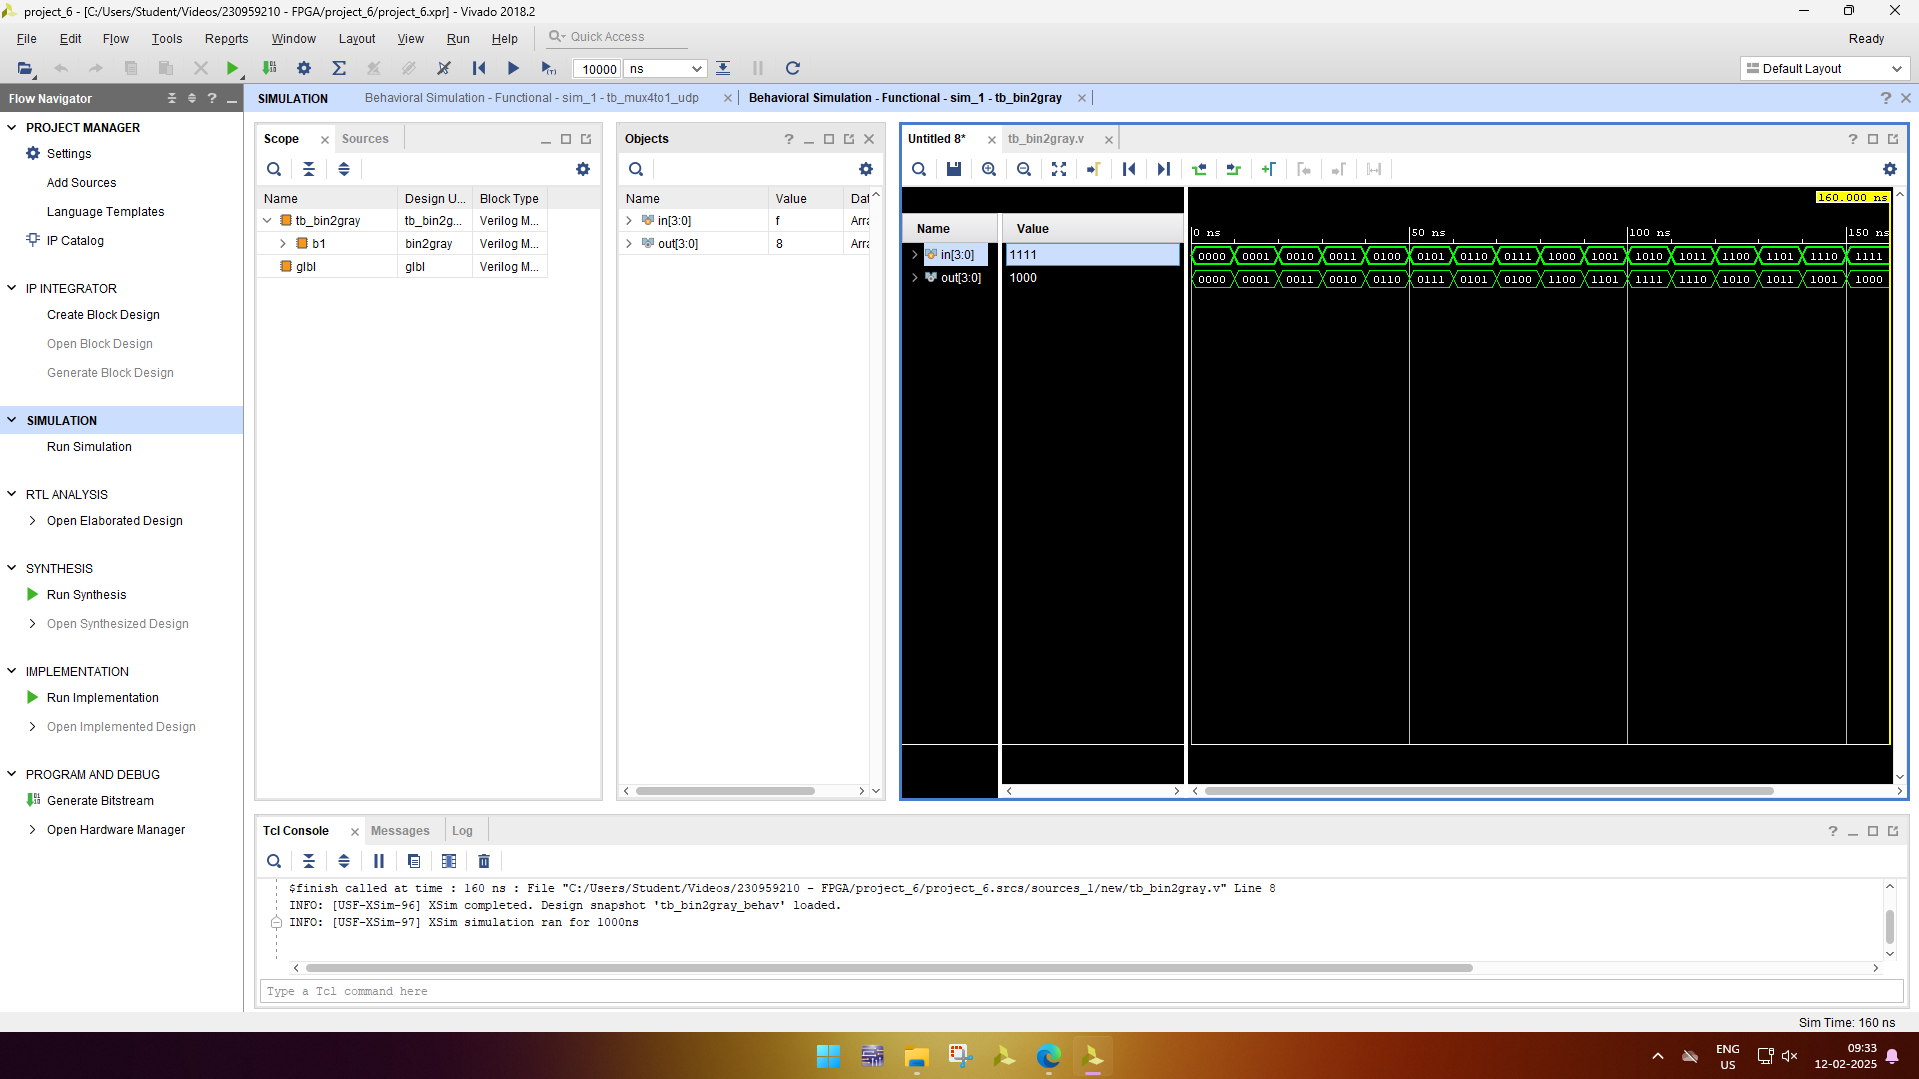 project_6 - [C:/Users/Student/Videos/230959210 - FPGA/project_6/project_6.xpr] - Vivado 2018.2
File Edit Flow Tools Reports Window Layout View Run Help Quick Access Ready
10000 ns Default Layout
Flow Navigator
PROJECT MANAGER
Settings
Add Sources
Language Templates
IP Catalog
IP INTEGRATOR
Create Block Design
Open Block Design
Generate Block Design
SIMULATION
Run Simulation
RTL ANALYSIS
Open Elaborated Design
SYNTHESIS
Run Synthesis
Open Synthesized Design
IMPLEMENTATION
Run Implementation
Open Implemented Design
PROGRAM AND DEBUG
Generate Bitstream
Open Hardware Manager
SIMULATION Behavioral Simulation - Functional - sim_1 - tb_mux4to1_udp Behavioral Simulation - Functional - sim_1 - tb_bin2gray
Scope Sources
Name Design U... Block Type
tb_bin2gray tb_bin2g... Verilog M...
b1 bin2gray Verilog M...
glbl glbl Verilog M...
Objects
Name Value Dat
in[3:0] f Arra
out[3:0] 8 Arra
Untitled 8* tb_bin2gray.v
160.000 ns
Name Value 0 ns 50 ns 100 ns 150 ns
in[3:0] 1111 0000 0001 0010 0011 0100 0101 0110 0111 1000 1001 1010 1011 1100 1101 1110 1111
out[3:0] 1000 0000 0001 0011 0010 0110 0111 0101 0100 1100 1101 1111 1110 1010 1011 1001 1000
Tcl Console Messages Log
$finish called at time : 160 ns : File "C:/Users/Student/Videos/230959210 - FPGA/project_6/project_6.srcs/sources_1/new/tb_bin2gray.v" Line 8
INFO: [USF-XSim-96] XSim completed. Design snapshot 'tb_bin2gray_behav' loaded.
INFO: [USF-XSim-97] XSim simulation ran for 1000ns
Type a Tcl command here
Sim Time: 160 ns
ENG
US
09:33
12-02-2025